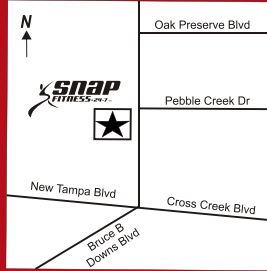 Oak Preserve Blvd
N
SNAP
FITNESS-24-7
Pebble Creek Dr
New Tampa Blvd
Cross Creek Blvd
Bruce B
Downs Blvd